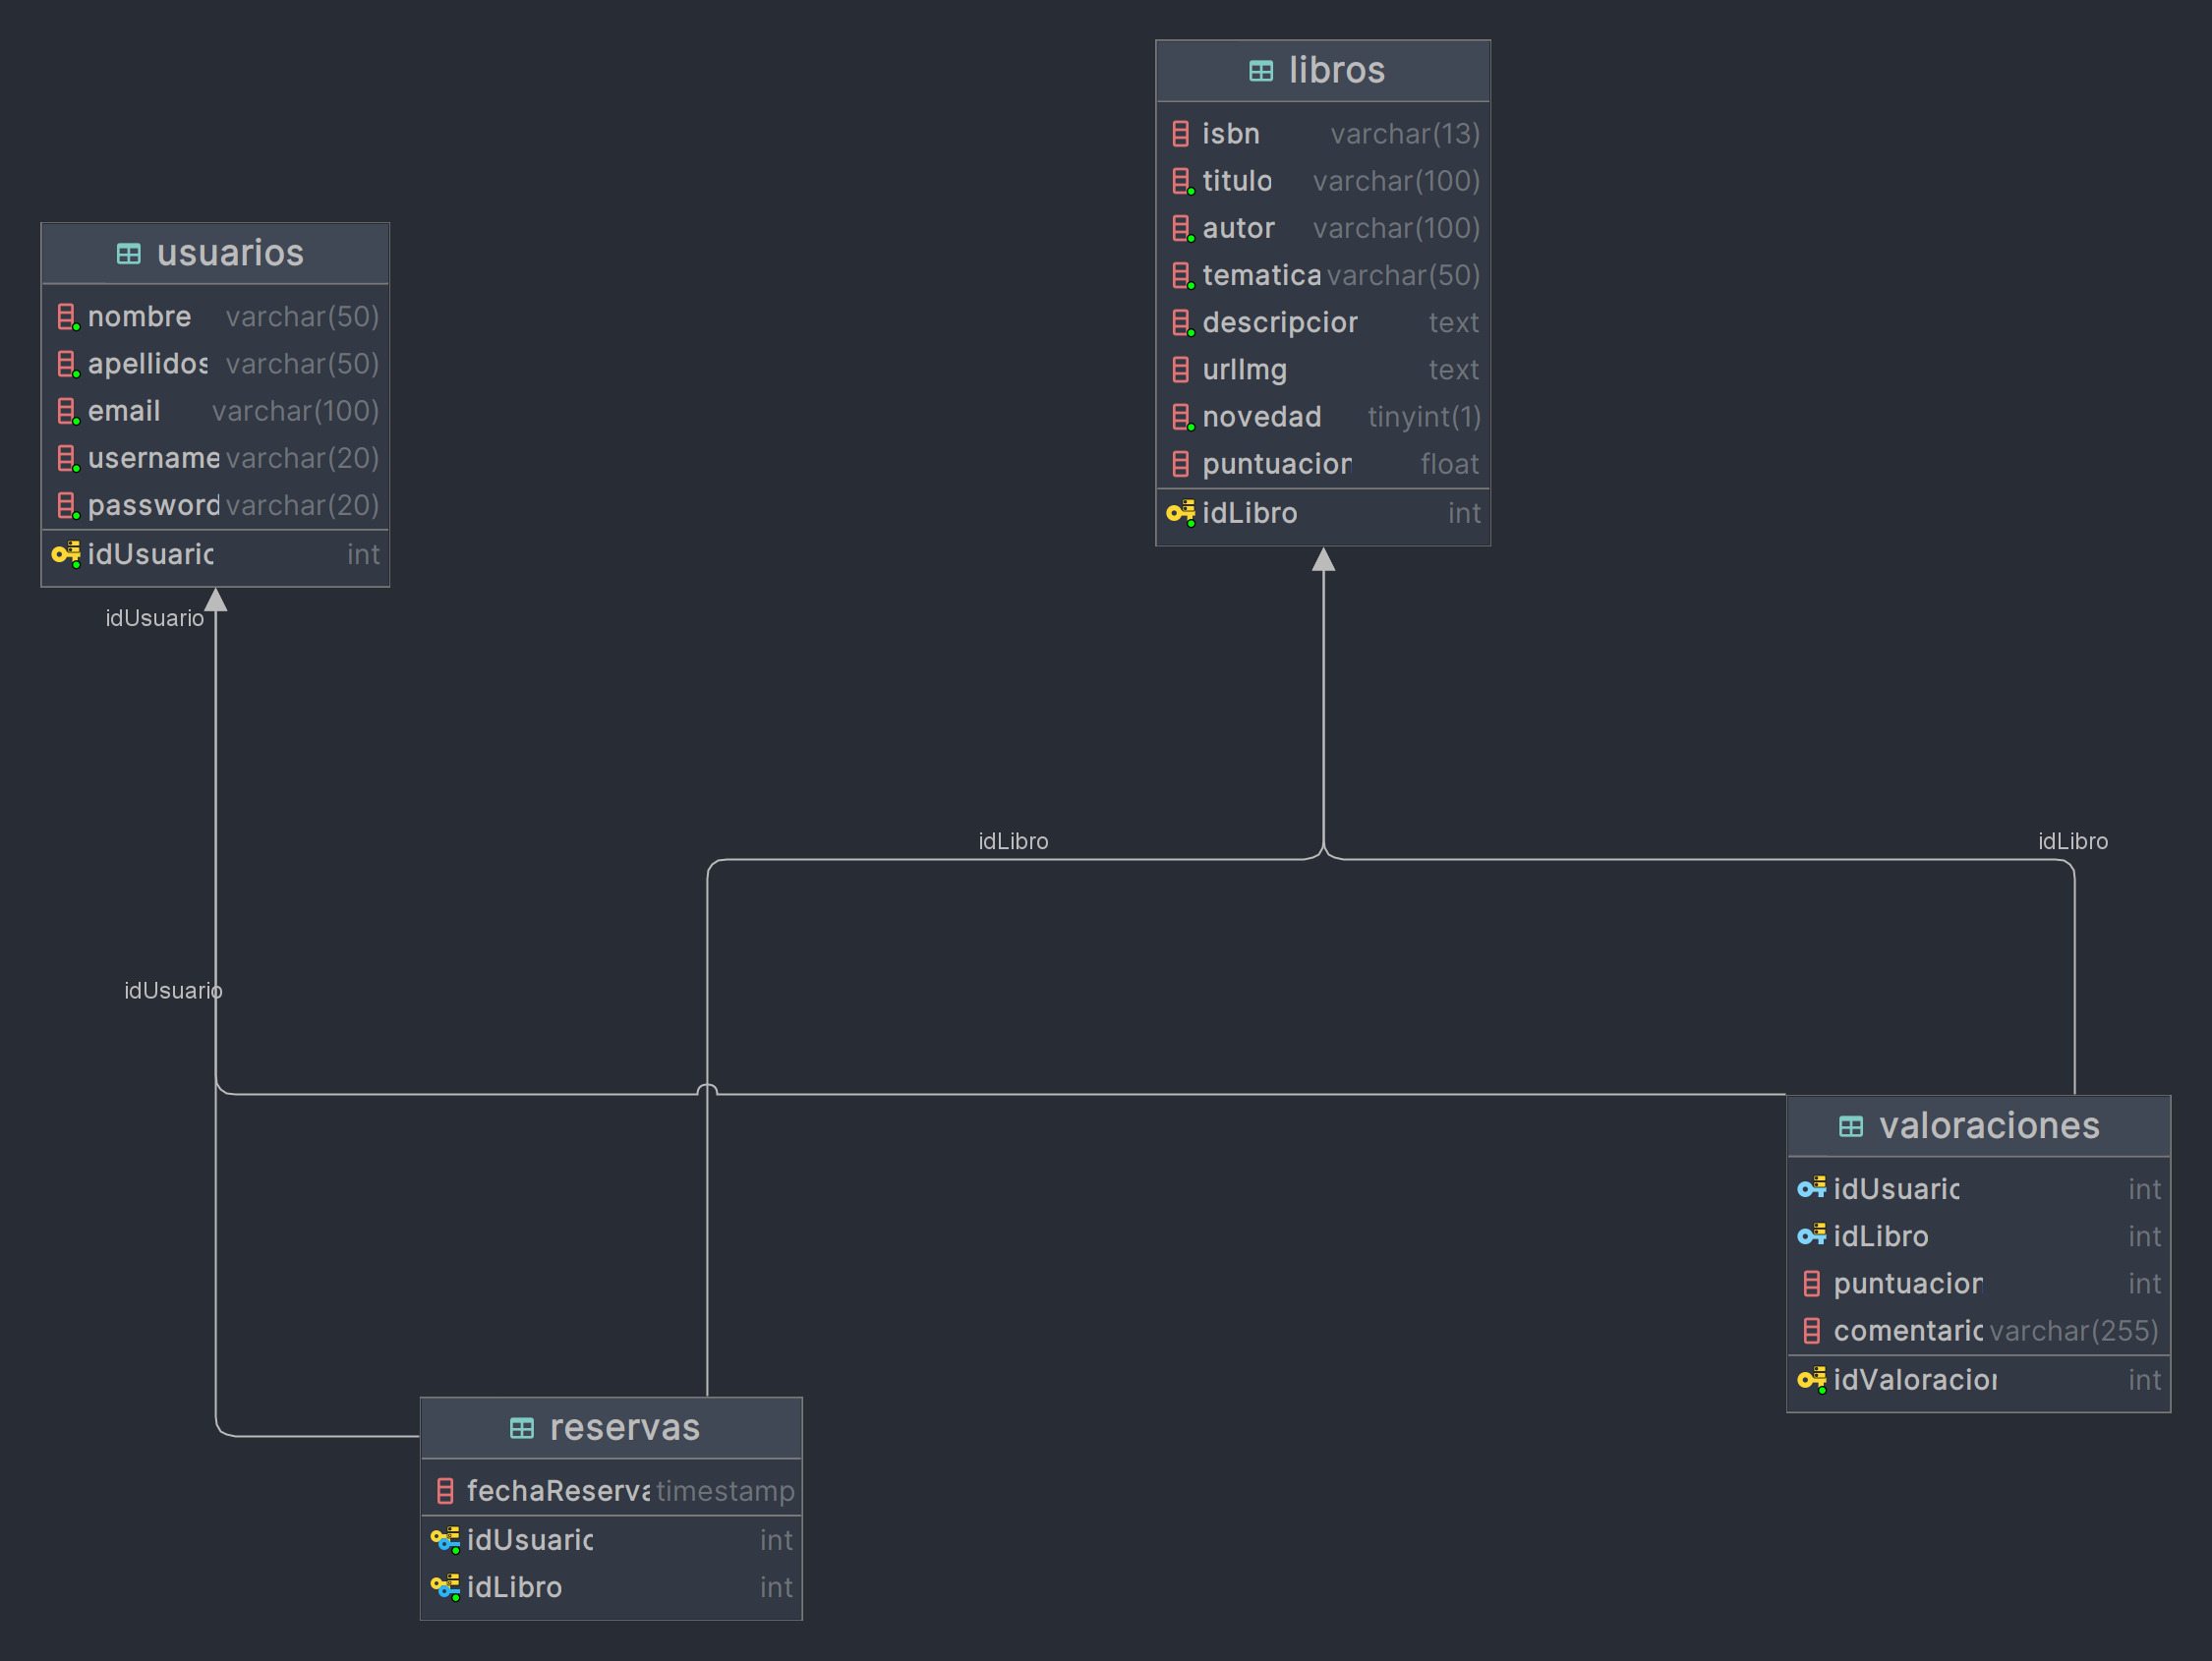 libros
isbn varchar(13)
titulo varchar(100)
autor varchar(100)
tematica varchar(50)
descripcior text
urlImg text
novedad tinyint(1)
puntuacior float
idLibro int
usuarios
nombre varchar(50)
apellidos varchar(50)
email varchar(100)
username varchar(20)
password varchar(20)
idUsuaric int
idUsuario
idLibro
idLibro
idUsuario
valoraciones
idUsuaric int
idLibro int
puntuacior int
comentaric varchar(255)
idValoracior int
reservas
fechaReserva timestamp
idUsuaric int
idLibro int